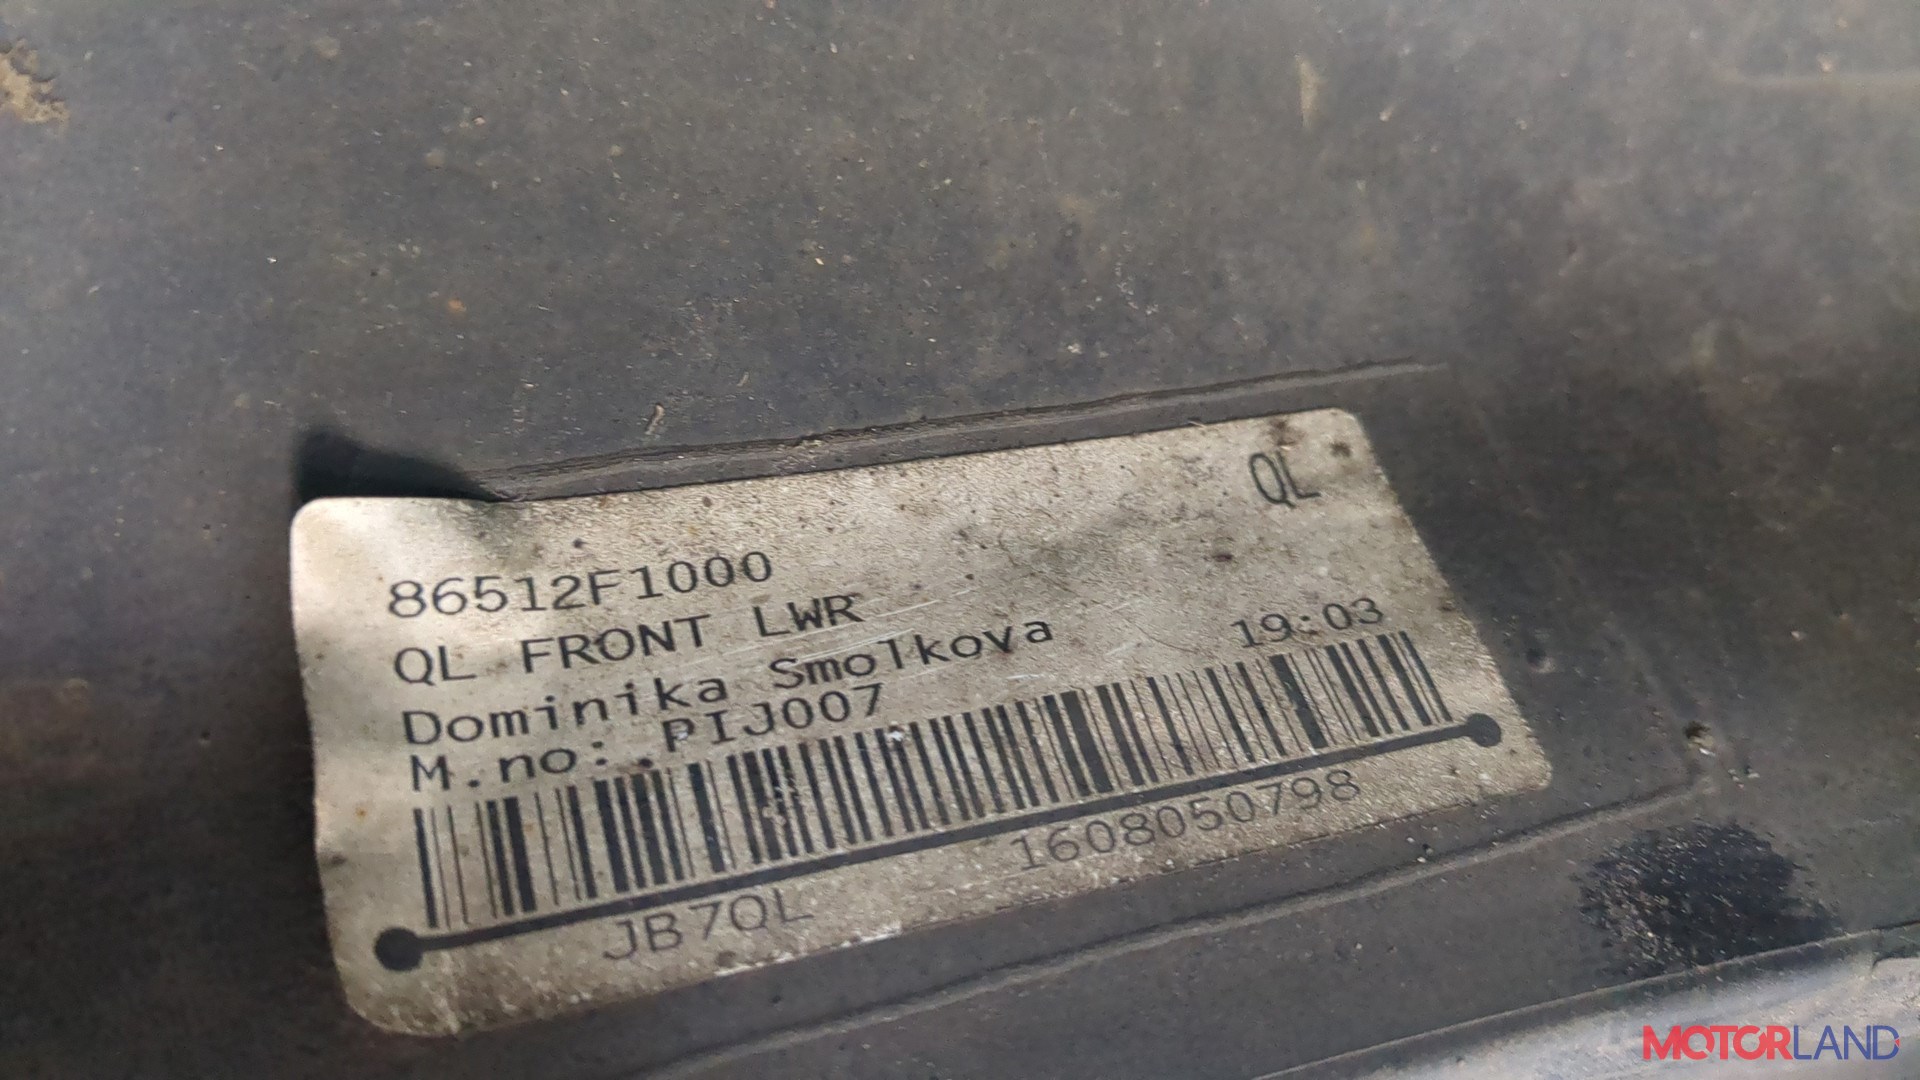 QL
86512F1000
QL FRONT LWR
Dominika Smolkova 19:03
M.no: PIJ007
JB7QL 1608050798
MOTORLAND